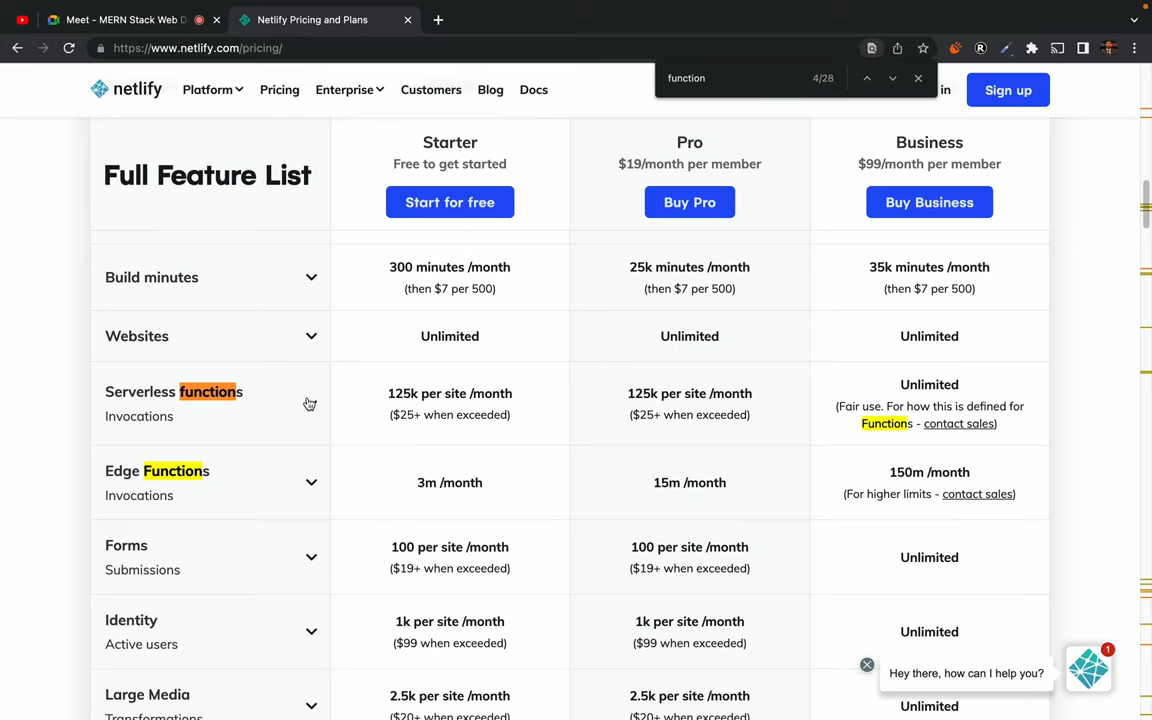 Meet - MERN Stack Web D
Netlify Pricing and Plans
https://www.netlify.com/pricing/
function
4/28
netlify
Platform
Pricing
Enterprise
Customers
Blog
Docs
in
Sign up
Full Feature List
Starter
Free to get started
Start for free
Pro
$19/month per member
Buy Pro
Business
$99/month per member
Buy Business
Build minutes
300 minutes /month
(then $7 per 500)
25k minutes /month
(then $7 per 500)
35k minutes /month
(then $7 per 500)
Websites
Unlimited
Unlimited
Unlimited
Serverless functions
Invocations
125k per site /month
($25+ when exceeded)
125k per site /month
($25+ when exceeded)
Unlimited
(Fair use. For how this is defined for
Functions - contact sales)
Edge Functions
Invocations
3m /month
15m /month
150m /month
(For higher limits - contact sales)
Forms
Submissions
100 per site /month
($19+ when exceeded)
100 per site /month
($19+ when exceeded)
Unlimited
Identity
Active users
1k per site /month
($99 when exceeded)
1k per site /month
($99 when exceeded)
Unlimited
Large Media
Transformations
2.5k per site /month
($20+ when exceeded)
2.5k per site /month
($20+ when exceeded)
Unlimited
Hey there, how can I help you?
1